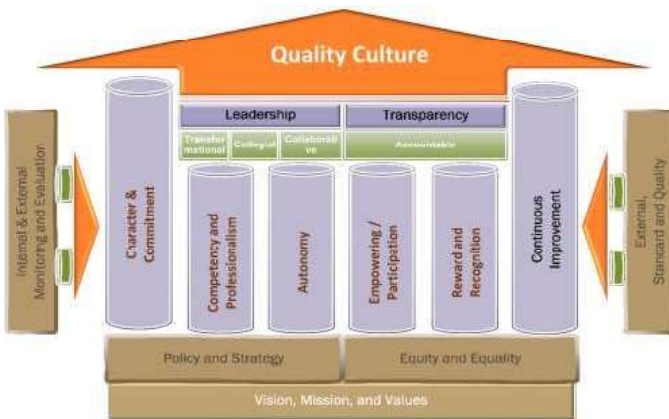 Quality Culture
Leadership
Transparency
Transfor
mational
Collegial
Collaborati
ve
Accountable
Internal & External
Monitoring and Evaluation
Character &
Commitment
Competency and
Professionalism
Autonomy
Empowering /
Participation
Reward and
Recognition
Continuous
Improvement
External,
Standard and Quality
Policy and Strategy
Equity and Equality
Vision, Mission, and Values